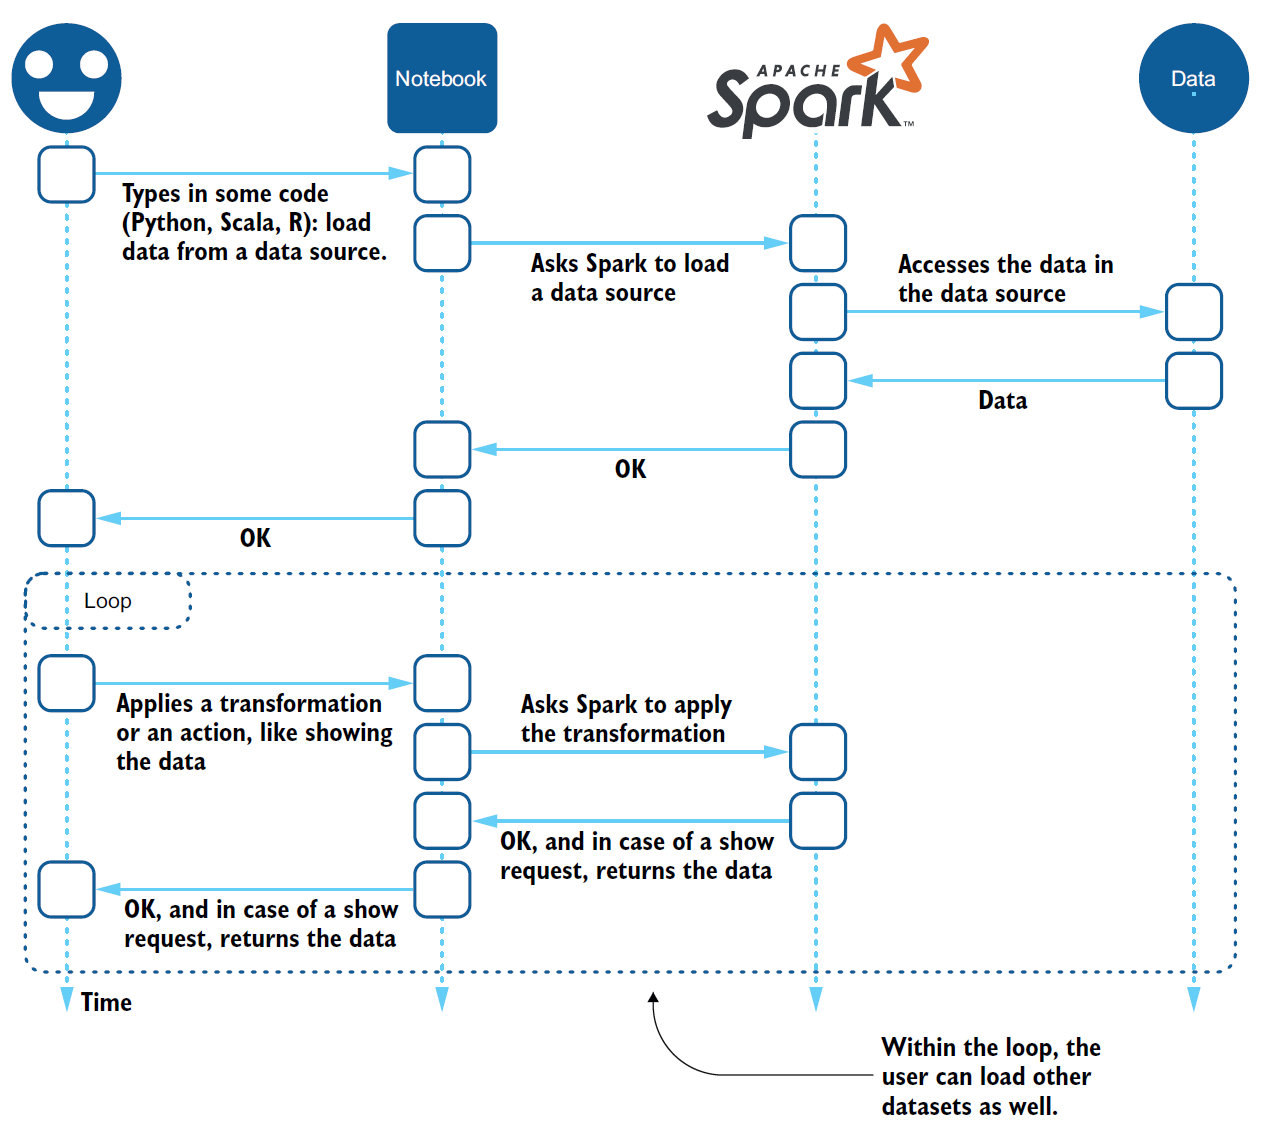 Notebook
APACHE
Spark™
Data
Types in some code
(Python, Scala, R): load
data from a data source.
Asks Spark to load
a data source
Accesses the data in
the data source
Data
OK
OK
Loop
Applies a transformation
or an action, like showing
the data
Asks Spark to apply
the transformation
OK, and in case of a show
request, returns the data
OK, and in case of a show
request, returns the data
Time
Within the loop, the
user can load other
datasets as well.